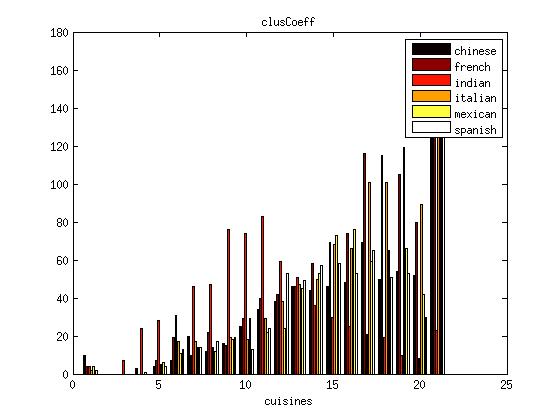 clusCoeff
180
160
140
120
100
80
60
40
20
0
chinese
french
indian
italian
mexican
spanish
0 5 10 15 20 25
cuisines